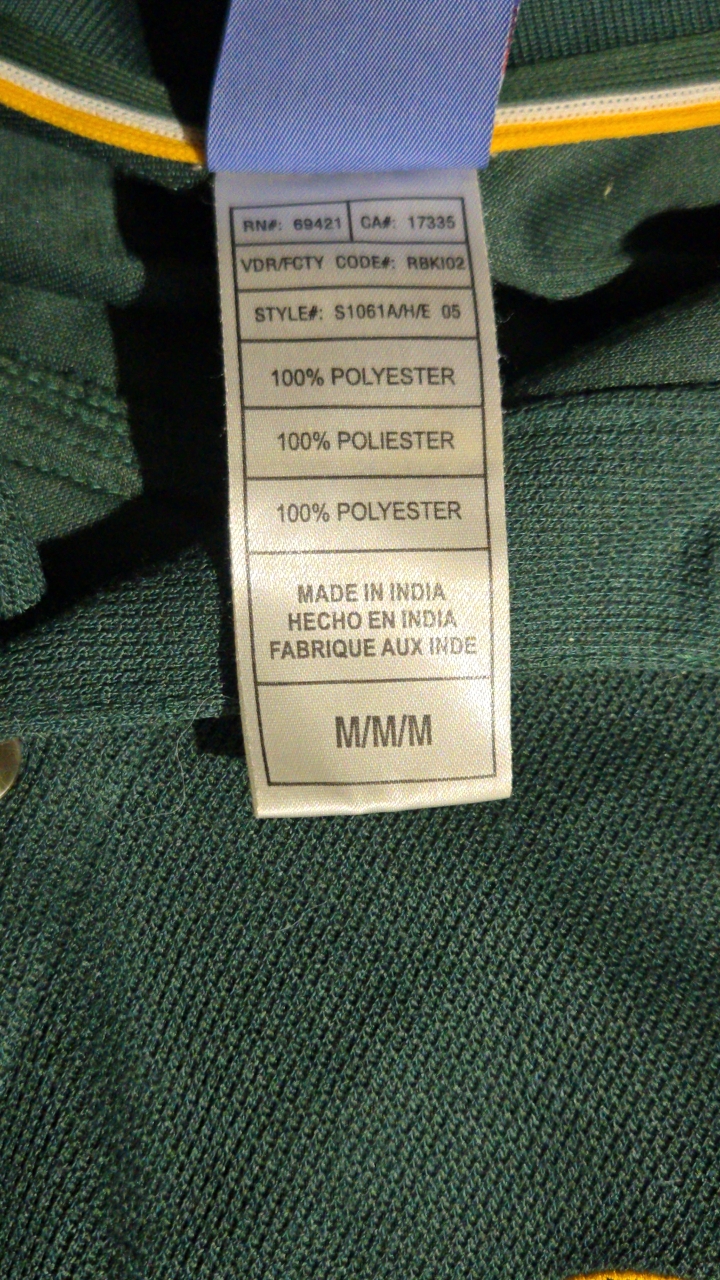 RN#: 69421 CA#: 17335
VDR/FCTY CODE#: RBKI02
STYLE#: S1061A/H/E 05
100% POLYESTER
100% POLIESTER
100% POLYESTER
MADE IN INDIA
HECHO EN INDIA
FABRIQUE AUX INDE
M/M/M